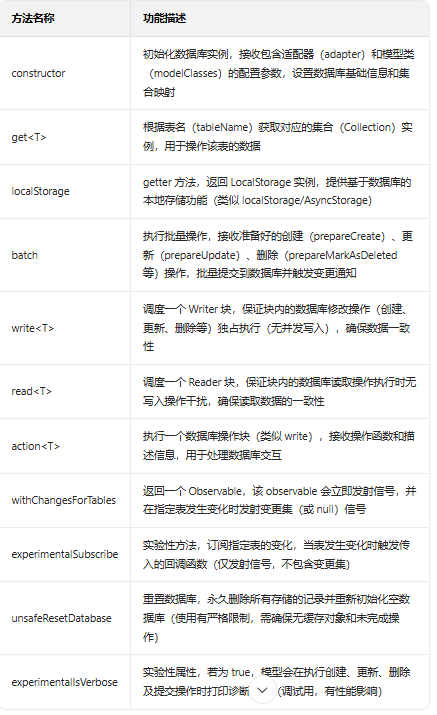 方法名称 功能描述
constructor
初始化数据库实例，接收包含适配器（adapter）和模型类
（modelClasses）的配置参数，设置数据库基础信息和集
合映射
get<T>
根据表名（tableName）获取对应的集合（Collection）实
例，用于操作该表的数据
localStorage
getter 方法，返回 LocalStorage 实例，提供基于数据库的
本地存储功能（类似 localStorage/AsyncStorage）
batch
执行批量操作，接收准备好的创建（prepareCreate）、更
新（prepareUpdate）、删除（prepareMarkAsDeleted
等）操作，批量提交到数据库并触发变更通知
write<T>
调度一个 Writer 块，保证块内的数据库修改操作（创建、
更新、删除等）独占执行（无并发写入），确保数据一致
性
read<T>
调度一个 Reader 块，保证块内的数据库读取操作执行时无
写入操作干扰，确保读取数据的一致性
action<T>
执行一个数据库操作块（类似 write），接收操作函数和描
述信息，用于处理数据库交互
withChangesForTables
返回一个 Observable，该 observable 会立即发射信号，并
在指定表发生变化时发射变更集（或 null）信号
experimentalSubscribe
实验性方法，订阅指定表的变化，当表发生变化时触发传
入的回调函数（仅发射信号，不包含变更集）
unsafeResetDatabase
重置数据库，永久删除所有存储的记录并重新初始化空数
据库（使用有严格限制，需确保无缓存对象和未完成操
作）
experimentalIsVerbose
实验性属性，若为 true，模型会在执行创建、更新、删除
及提交操作时打印诊断 （调试用，有性能影响）